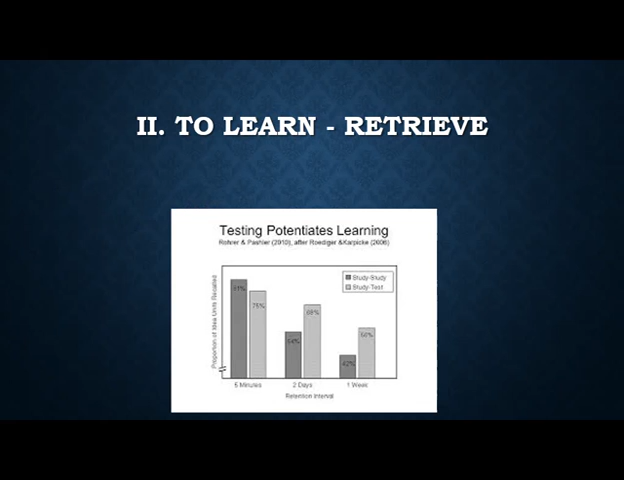 II. TO LEARN - RETRIEVE
Testing Potentiates Learning
Rohrer & Pashler (2010), after Roediger &Karpicke (2006)
Proportion of Idea Units Recalled
Study-Study
Study-Test
81%
75%
54%
68%
42%
56%
5 Minutes
2 Days
1 Week
Retention Interval